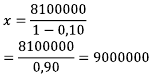 x = 8100000 / 1 − 0,10
= 8100000 / 0,90 = 9000000